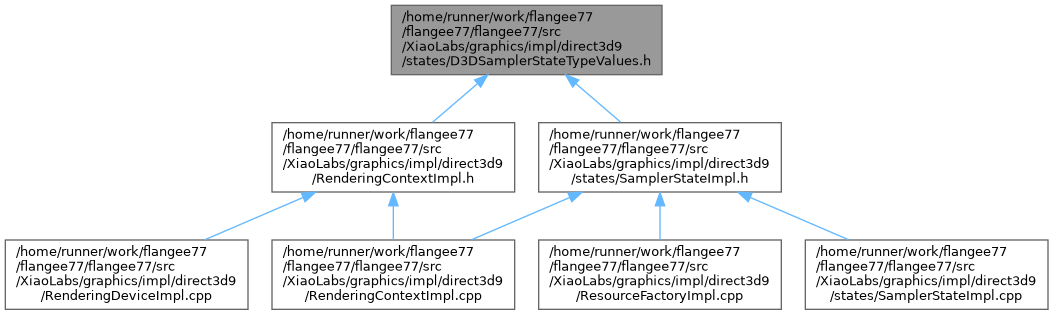 /home/runner/work/flangee77
/flangee77/flangee77/src
/XiaoLabs/graphics/impl/direct3d9
/states/D3DSamplerStateTypeValues.h
/home/runner/work/flangee77
/flangee77/flangee77/src
/XiaoLabs/graphics/impl/direct3d9
/RenderingContextImpl.h
/home/runner/work/flangee77
/flangee77/flangee77/src
/XiaoLabs/graphics/impl/direct3d9
/states/SamplerStateImpl.h
/home/runner/work/flangee77
/flangee77/flangee77/src
/XiaoLabs/graphics/impl/direct3d9
/RenderingDeviceImpl.cpp
/home/runner/work/flangee77
/flangee77/flangee77/src
/XiaoLabs/graphics/impl/direct3d9
/RenderingContextImpl.cpp
/home/runner/work/flangee77
/flangee77/flangee77/src
/XiaoLabs/graphics/impl/direct3d9
/ResourceFactoryImpl.cpp
/home/runner/work/flangee77
/flangee77/flangee77/src
/XiaoLabs/graphics/impl/direct3d9
/states/SamplerStateImpl.cpp